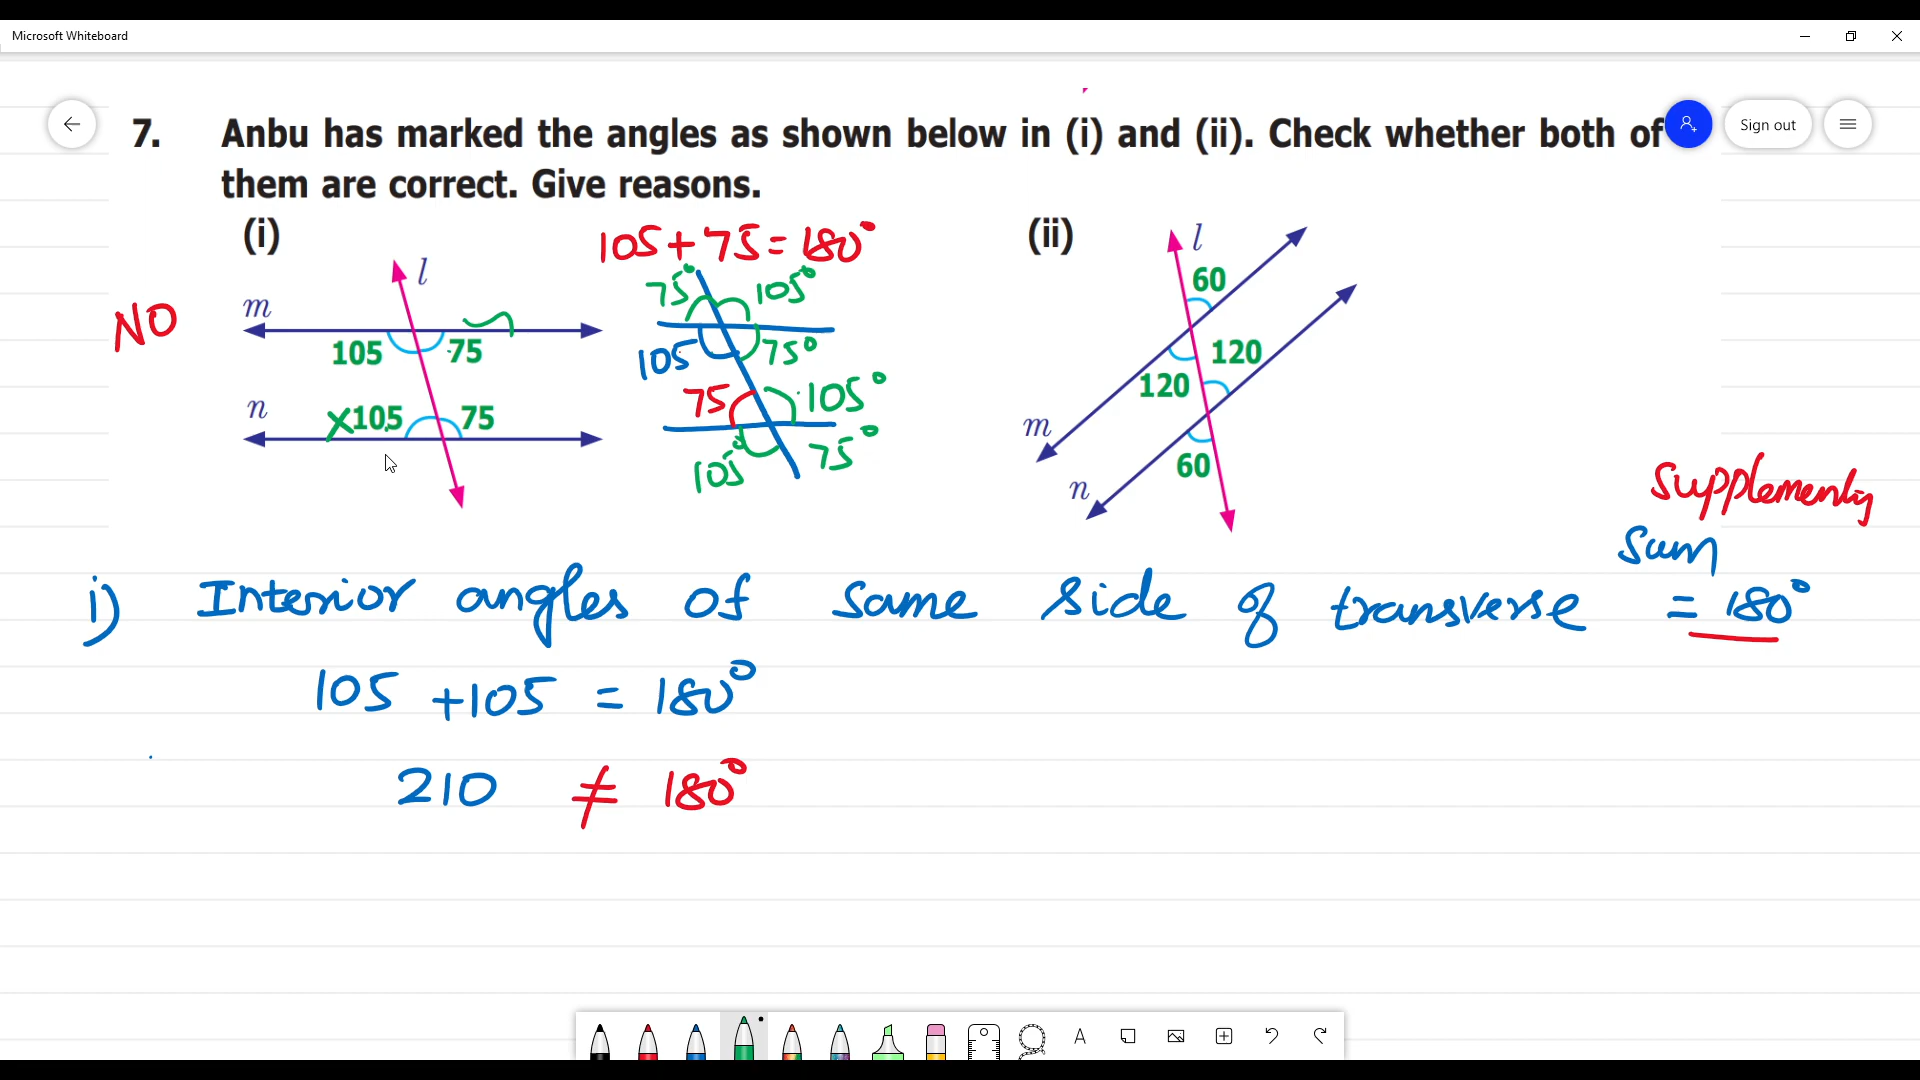 Microsoft Whiteboard
Sign out
7. Anbu has marked the angles as shown below in (i) and (ii). Check whether both of
them are correct. Give reasons.
(i)
105 + 75 = 180°
l
m
105
75
n
X105
75
NO
75°
105°
105
75°
75
105°
105°
75°
(ii)
l
60
120
120
m
60
n
Supplementry
Sum
i) Interior angles of same side of transverse = 180°
105 + 105 = 180°
210 ≠ 180°
A